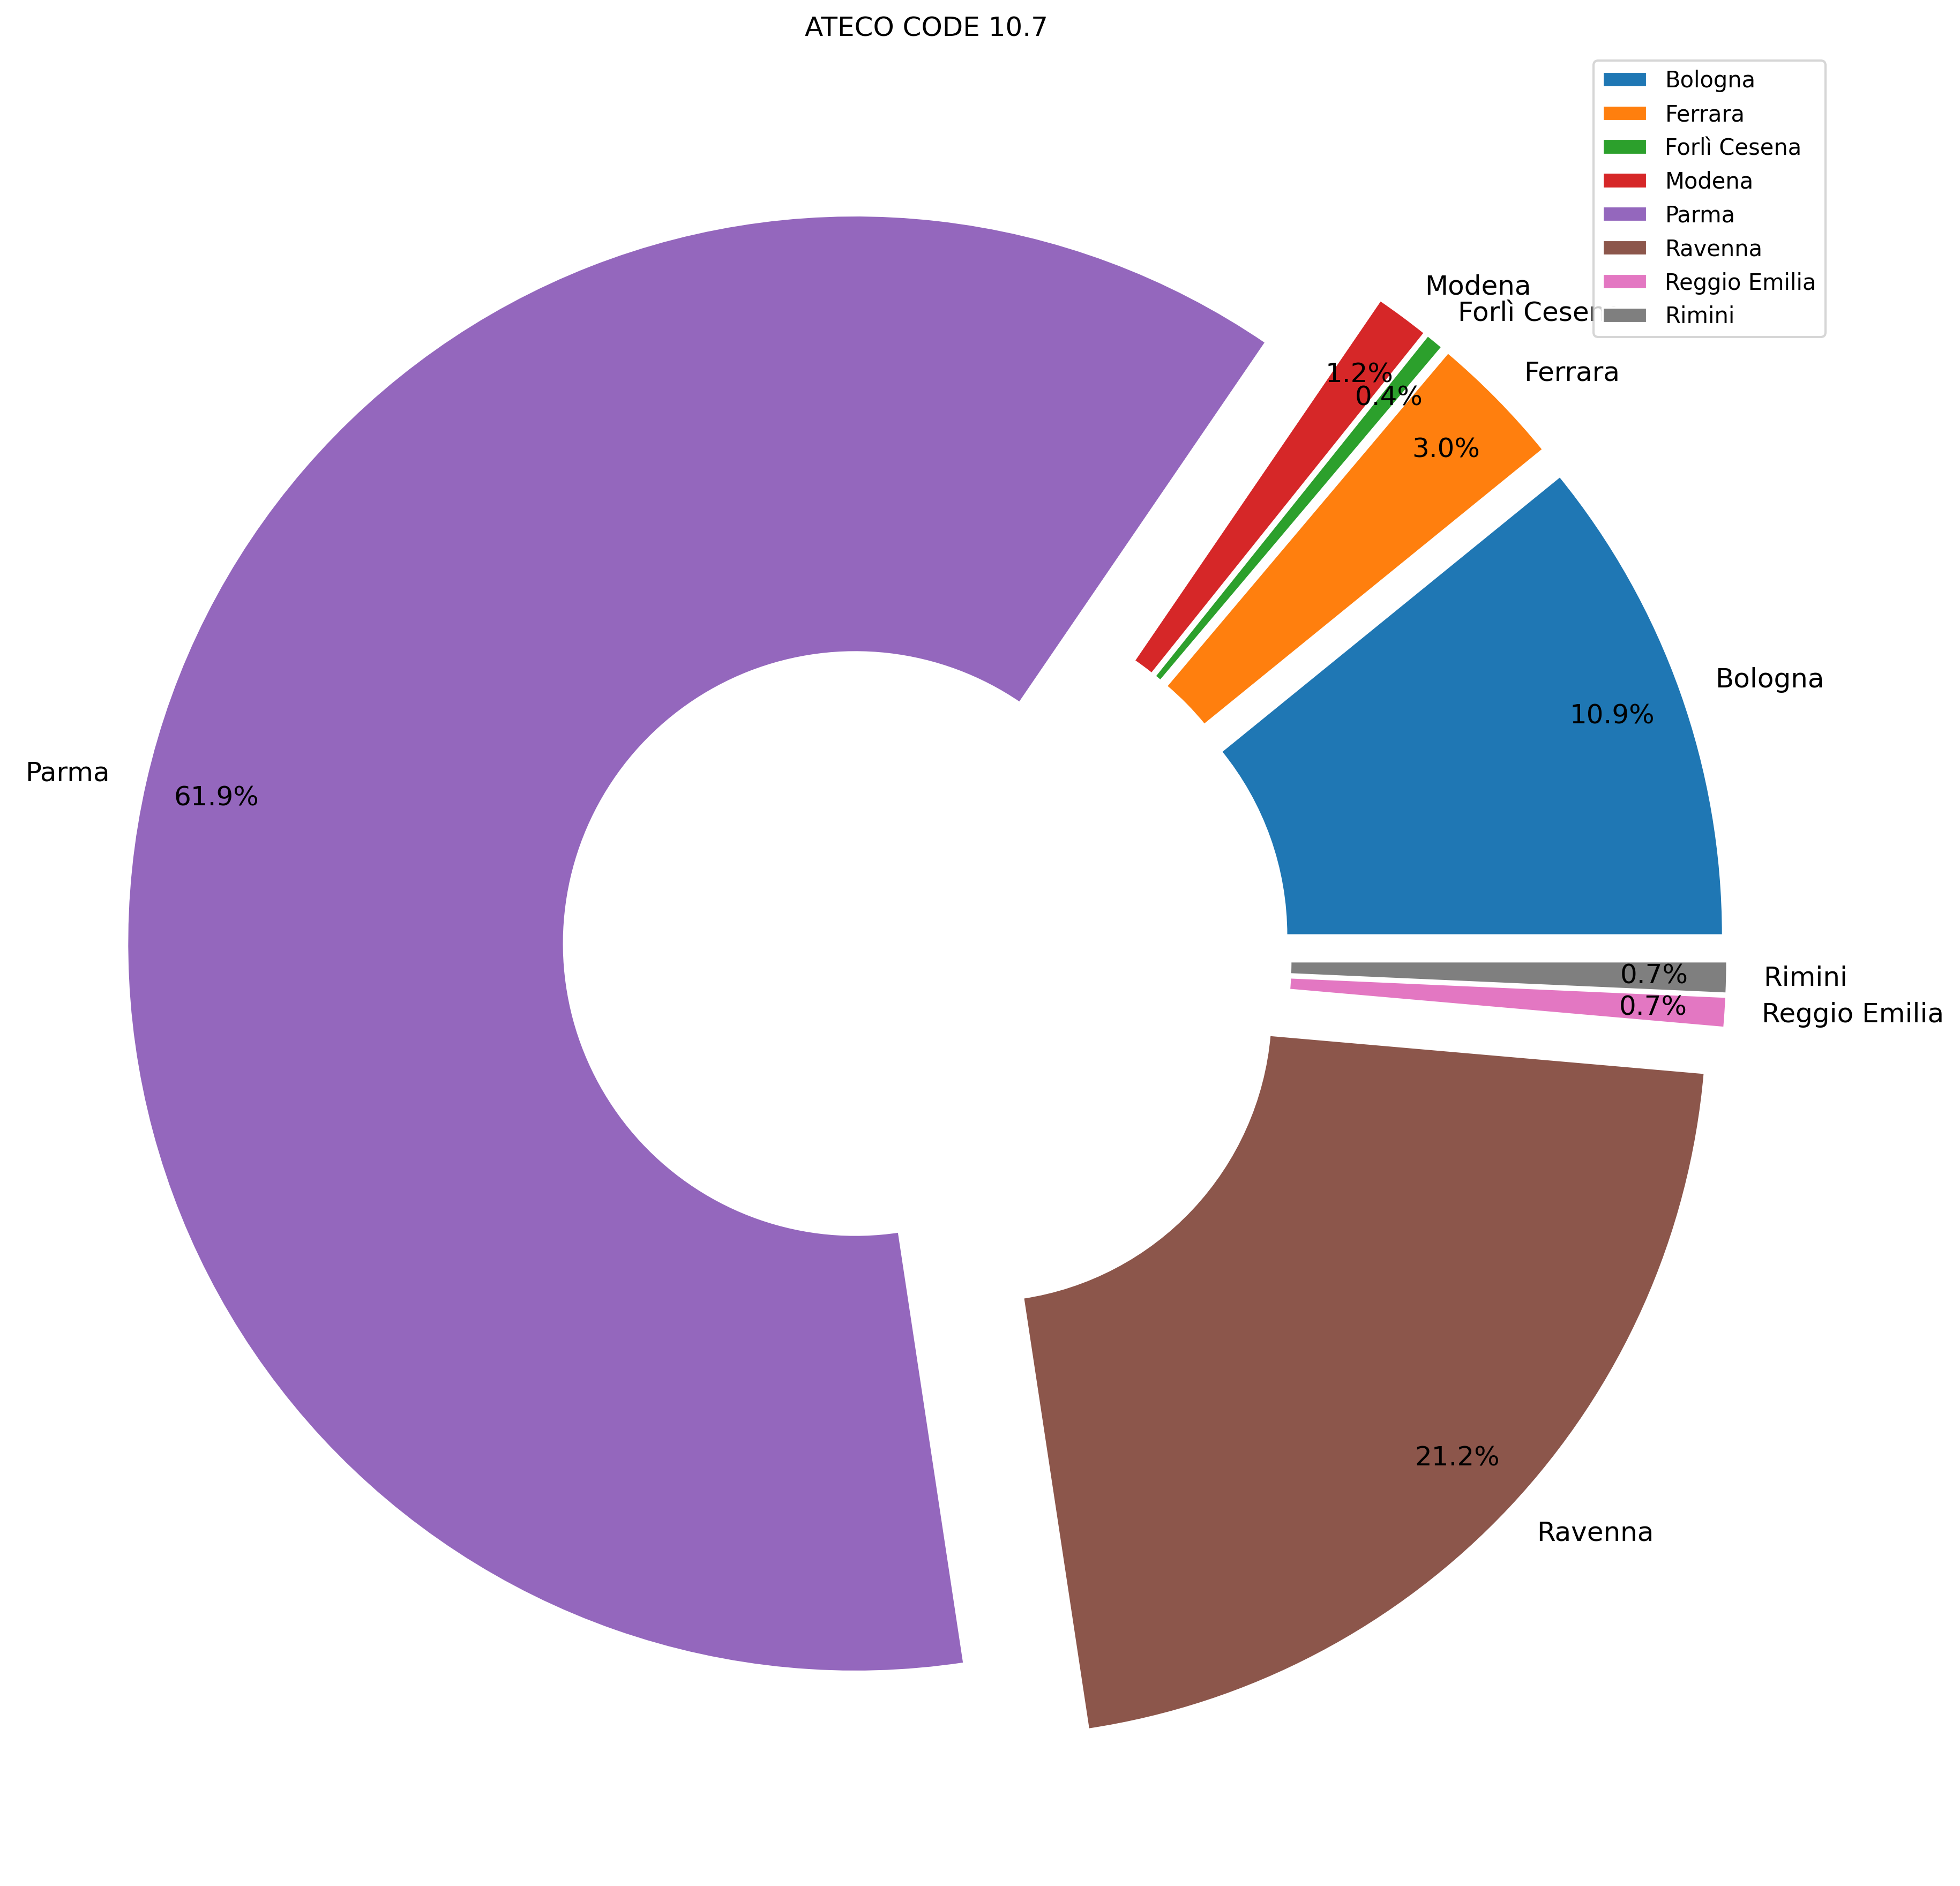 ATECO CODE 10.7
Bologna
Ferrara
Forlì Cesena
Modena
Parma
Ravenna
Reggio Emilia
Rimini
Modena
Forlì Cesen
Ferrara
1.2%
0.4%
3.0%
Bologna
10.9%
Parma
61.9%
Rimini
0.7%
Reggio Emilia
0.7%
21.2%
Ravenna